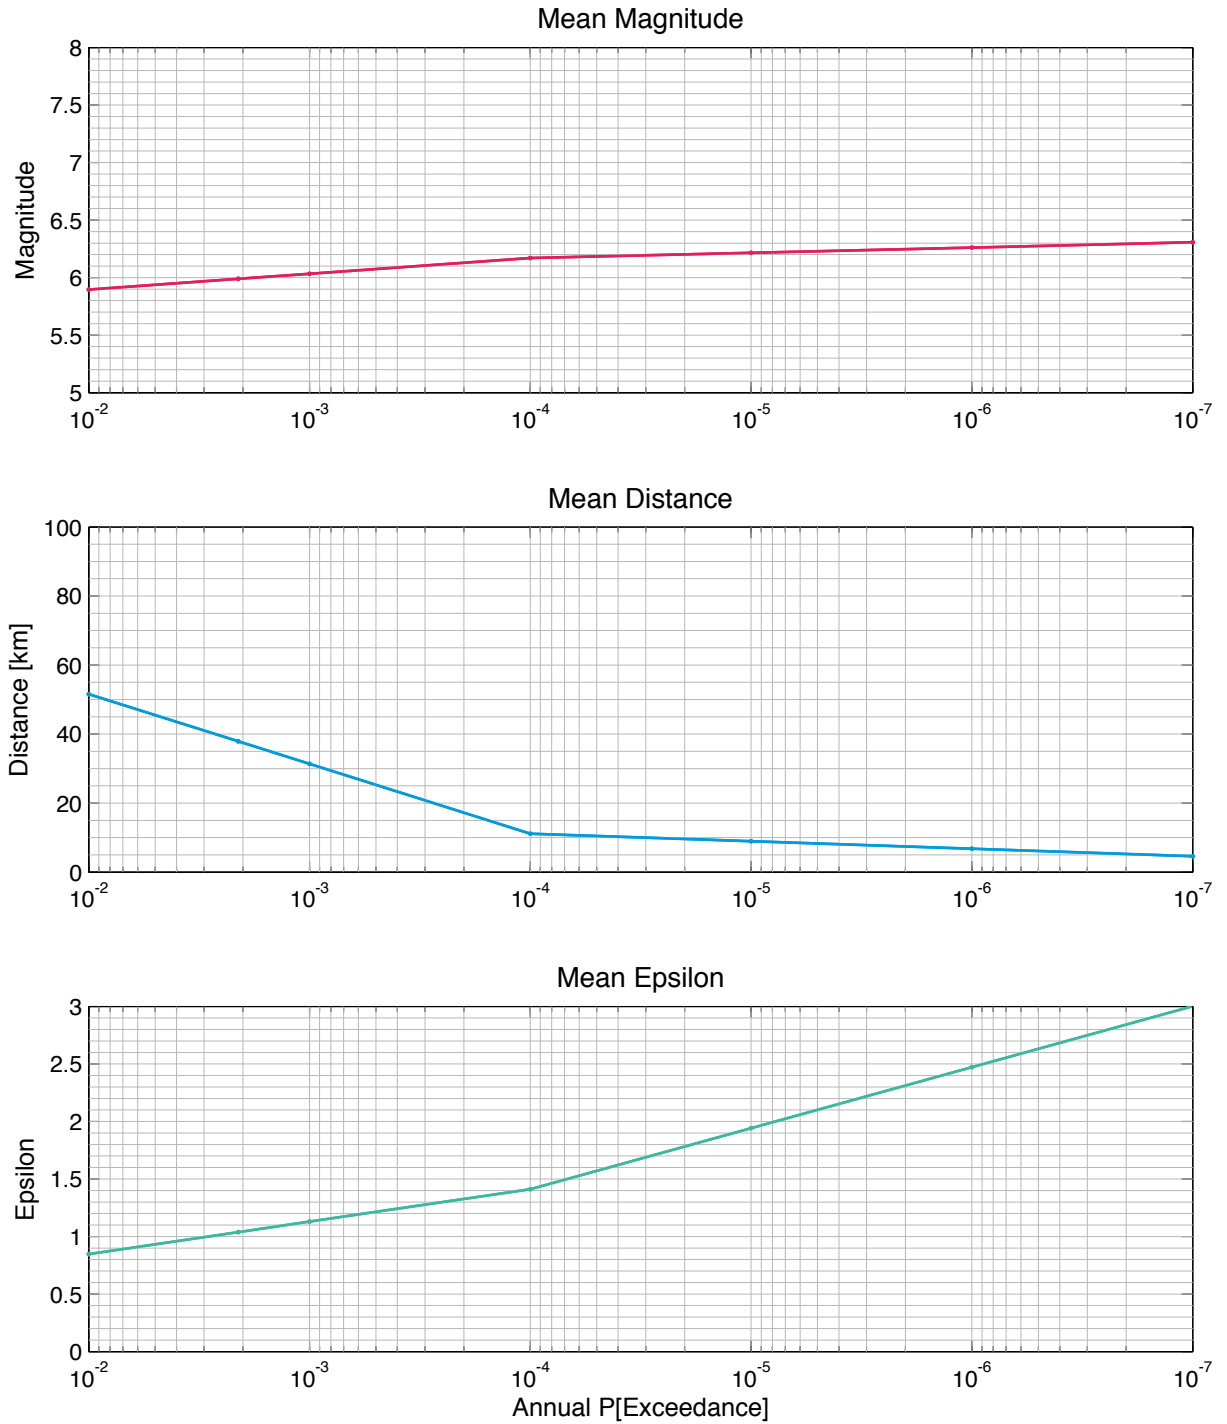 Mean Magnitude
Magnitude
8
7.5
7
6.5
6
5.5
5
10^-2 10^-3 10^-4 10^-5 10^-6 10^-7
Mean Distance
Distance [km]
100
80
60
40
20
0
10^-2 10^-3 10^-4 10^-5 10^-6 10^-7
Mean Epsilon
Epsilon
3
2.5
2
1.5
1
0.5
0
10^-2 10^-3 10^-4 10^-5 10^-6 10^-7
Annual P[Exceedance]